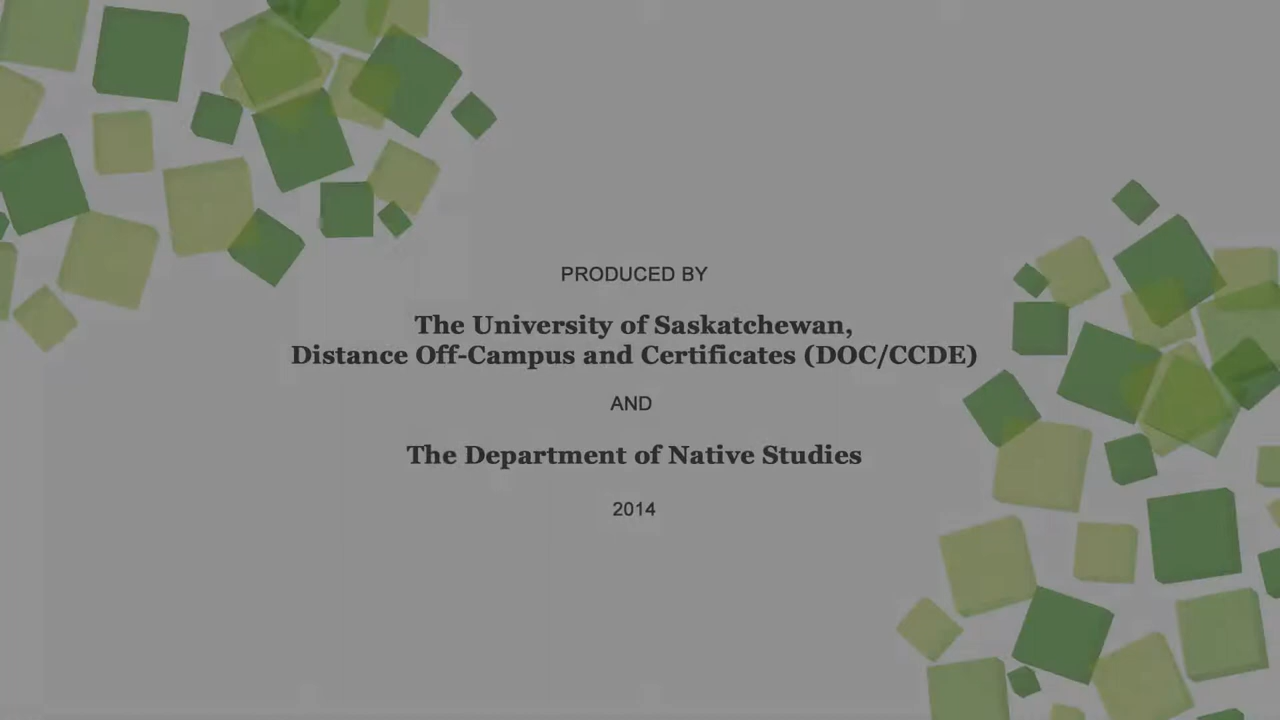 PRODUCED BY
The University of Saskatchewan,
Distance Off-Campus and Certificates (DOC/CCDE)
AND
The Department of Native Studies
2014